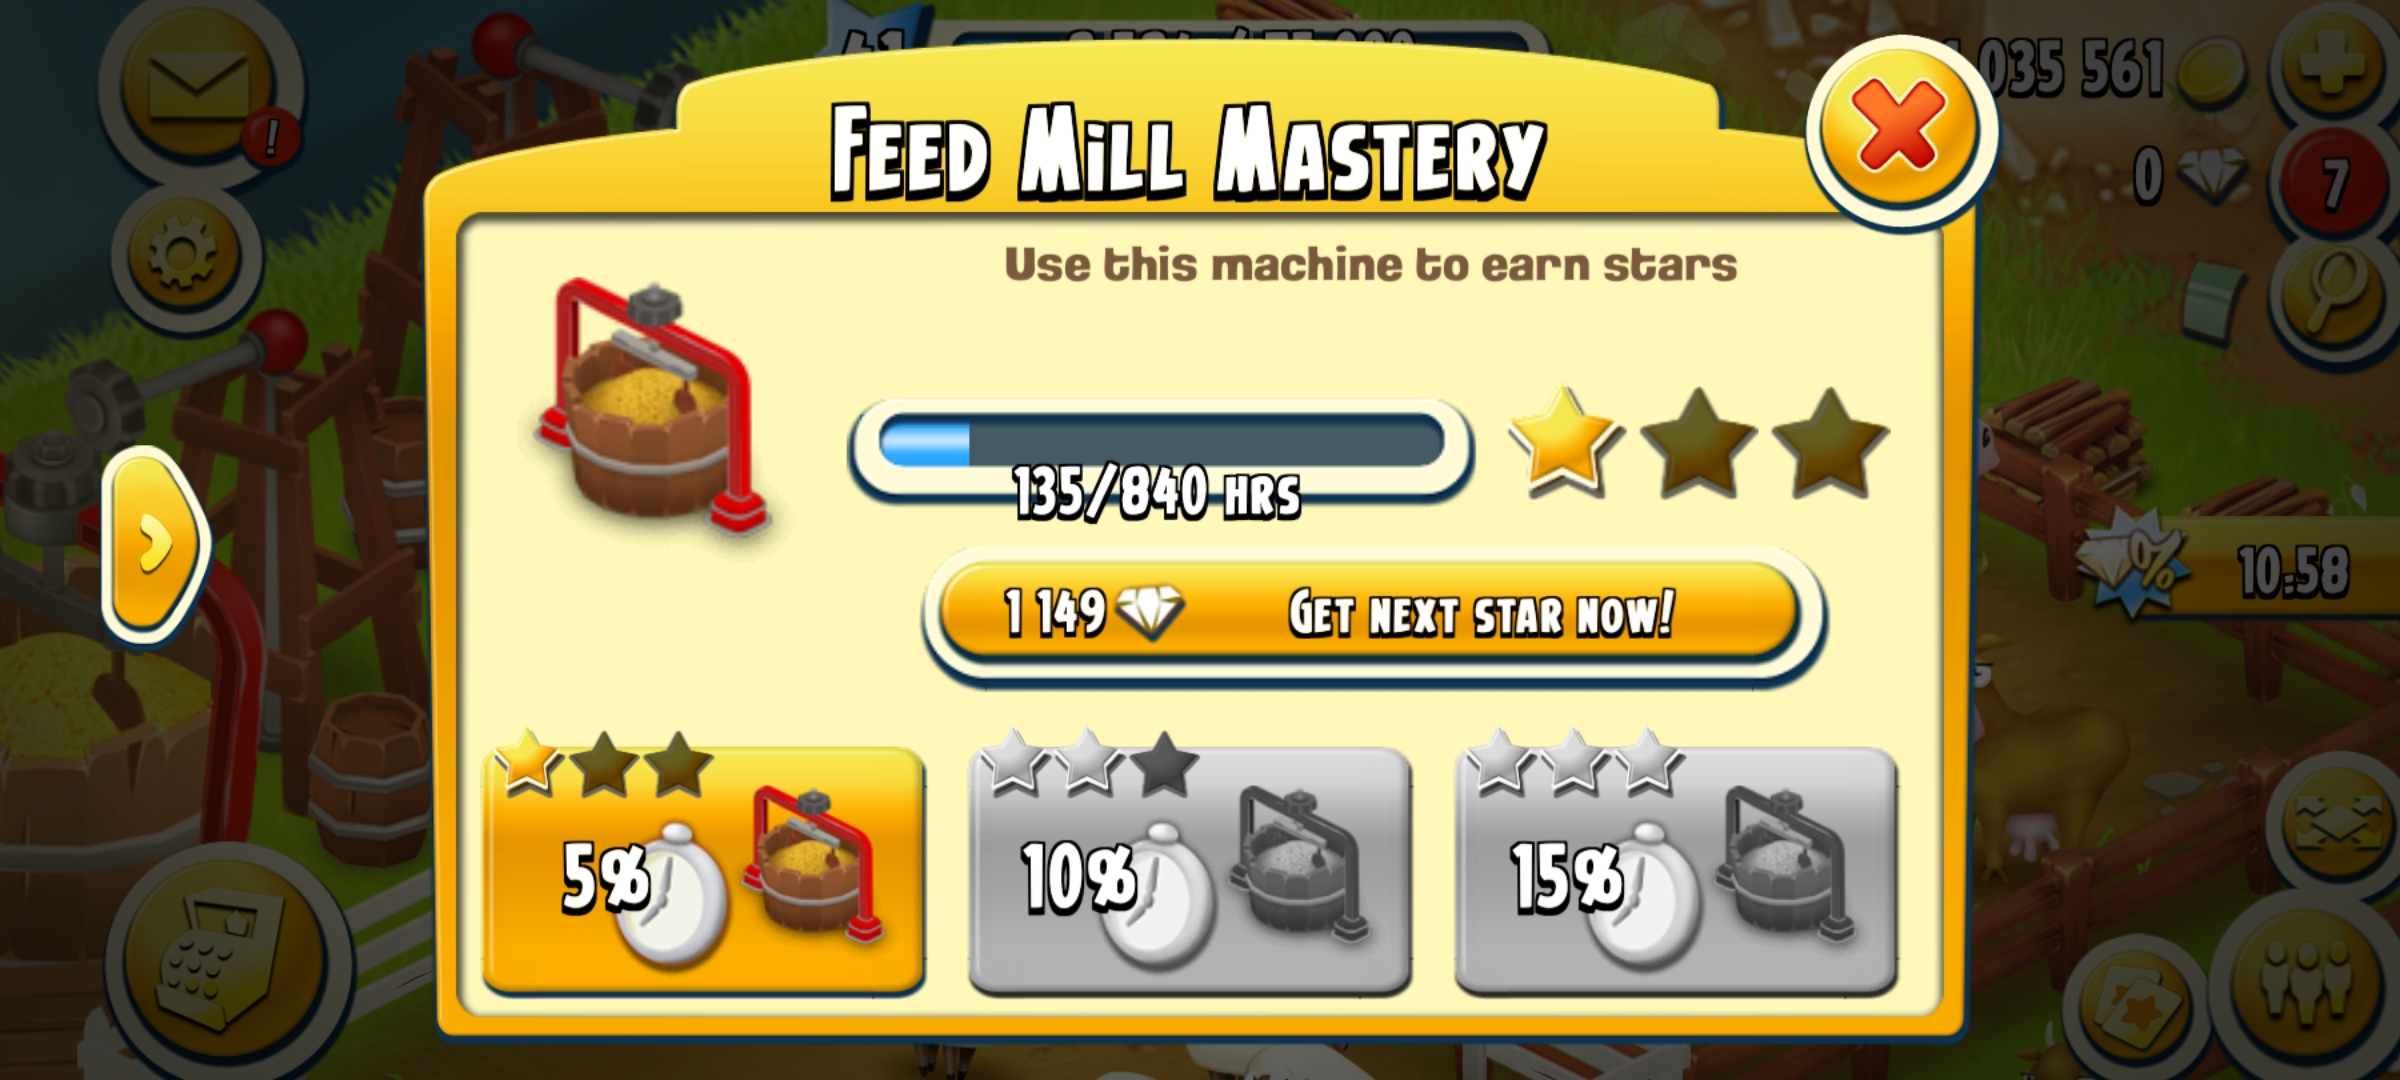 FEED MILL MASTERY
035 561
!
0
7
Use this machine to earn stars
135/840 HRS
1 149 GET NEXT STAR NOW!
%
10:58
5%
10%
15%